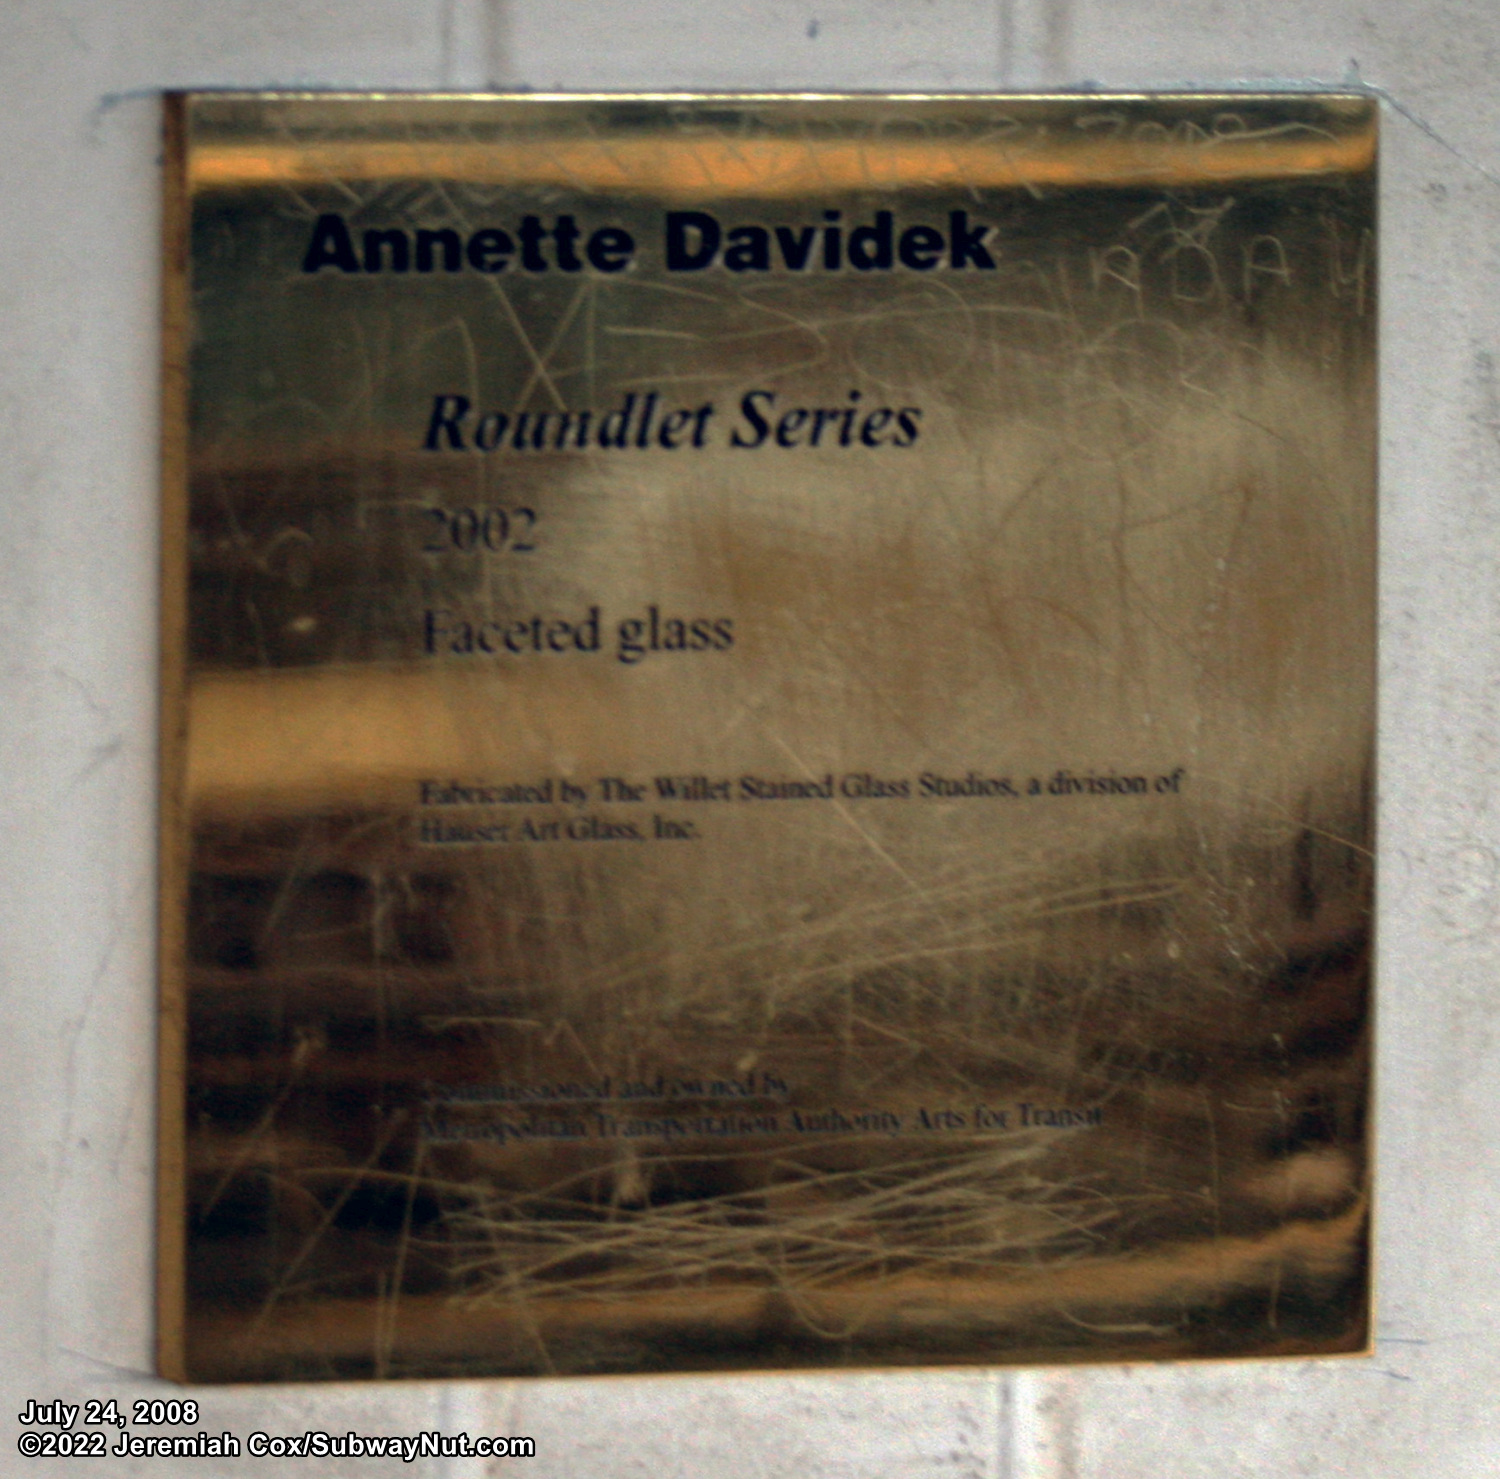 Annette Davidek
Roundlet Series
2002
Faceted glass
Fabricated by The Willet Stained Glass Studios, a division of
Hauser Art Glass, Inc.
Commissioned and owned by
Metropolitan Transportation Authority Arts for Transit
July 24, 2008
©2022 Jeremiah Cox/SubwayNut.com